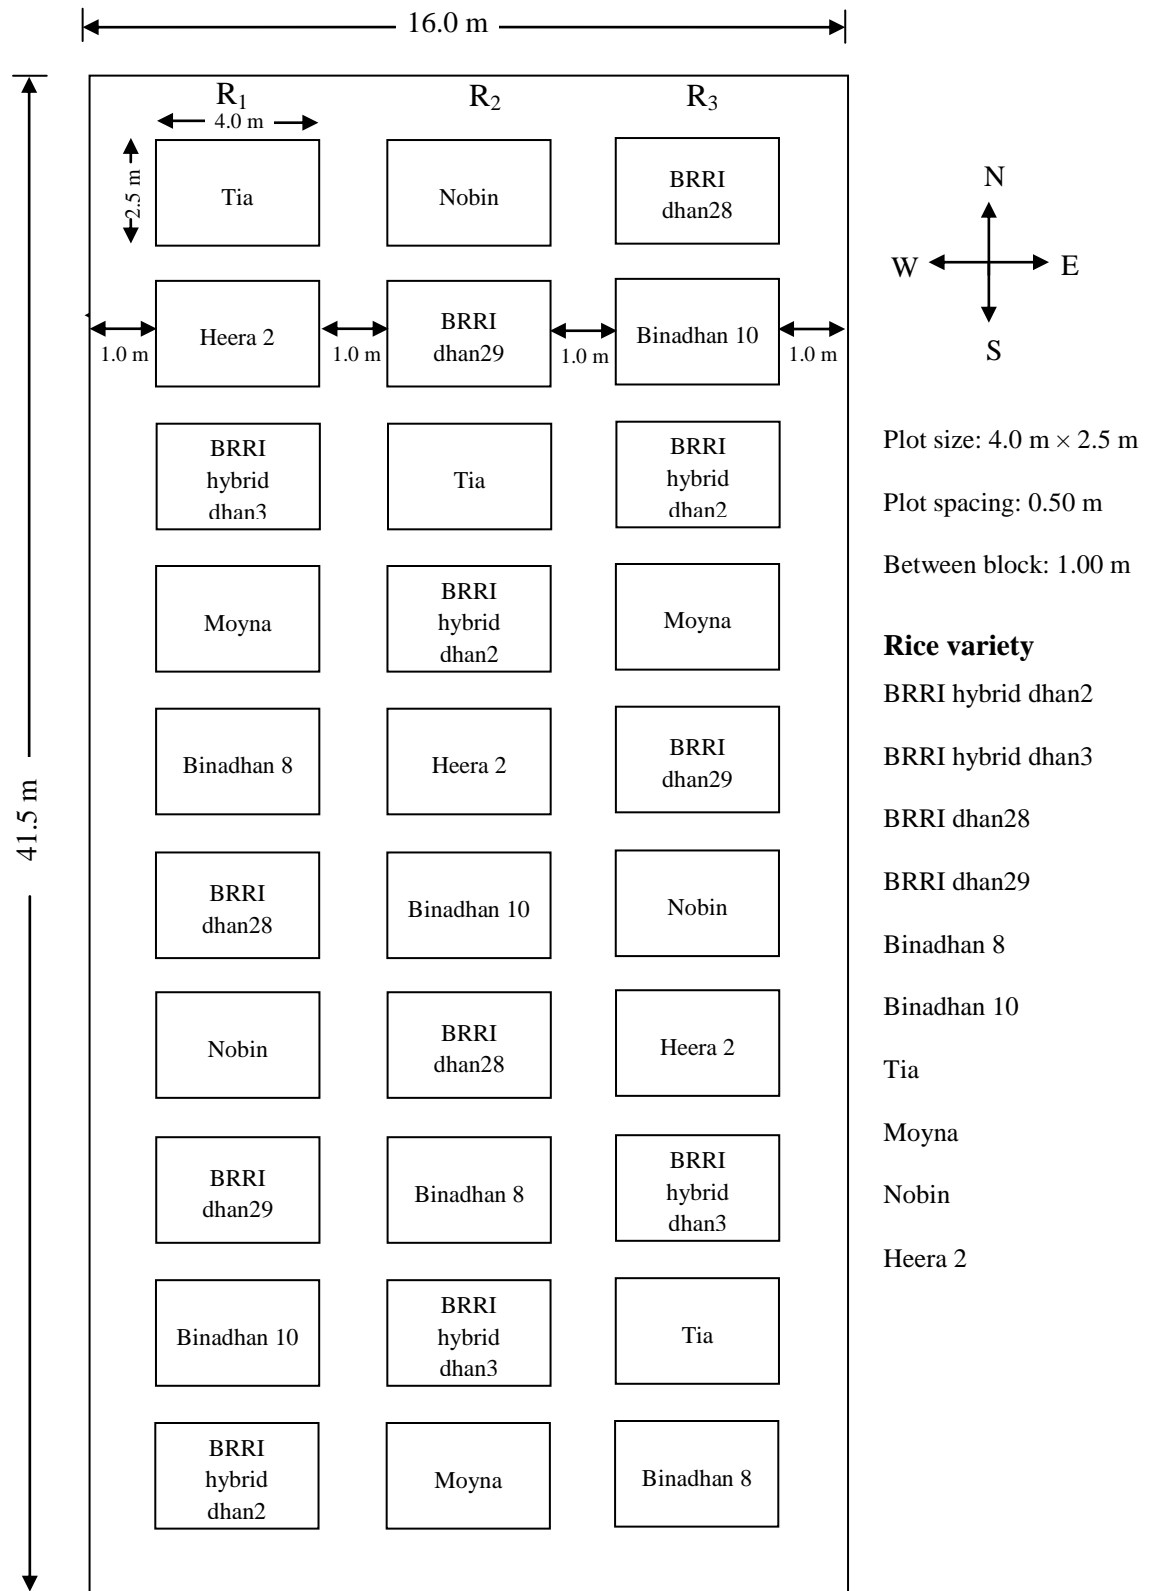 16.0 m
R1 R2 R3
4.0 m
2.5 m
Tia
Nobin
BRRI
dhan28
N
W E
S
Heera 2
BRRI
dhan29
Binadhan 10
1.0 m
1.0 m
1.0 m
1.0 m
BRRI
hybrid
dhan3
Tia
BRRI
hybrid
dhan2
Moyna
BRRI
hybrid
dhan2
Moyna
Binadhan 8
Heera 2
BRRI
dhan29
41.5 m
BRRI
dhan28
Binadhan 10
Nobin
Nobin
BRRI
dhan28
Heera 2
BRRI
dhan29
Binadhan 8
BRRI
hybrid
dhan3
Binadhan 10
BRRI
hybrid
dhan3
Tia
BRRI
hybrid
dhan2
Moyna
Binadhan 8
Plot size: 4.0 m × 2.5 m
Plot spacing: 0.50 m
Between block: 1.00 m
Rice variety
BRRI hybrid dhan2
BRRI hybrid dhan3
BRRI dhan28
BRRI dhan29
Binadhan 8
Binadhan 10
Tia
Moyna
Nobin
Heera 2